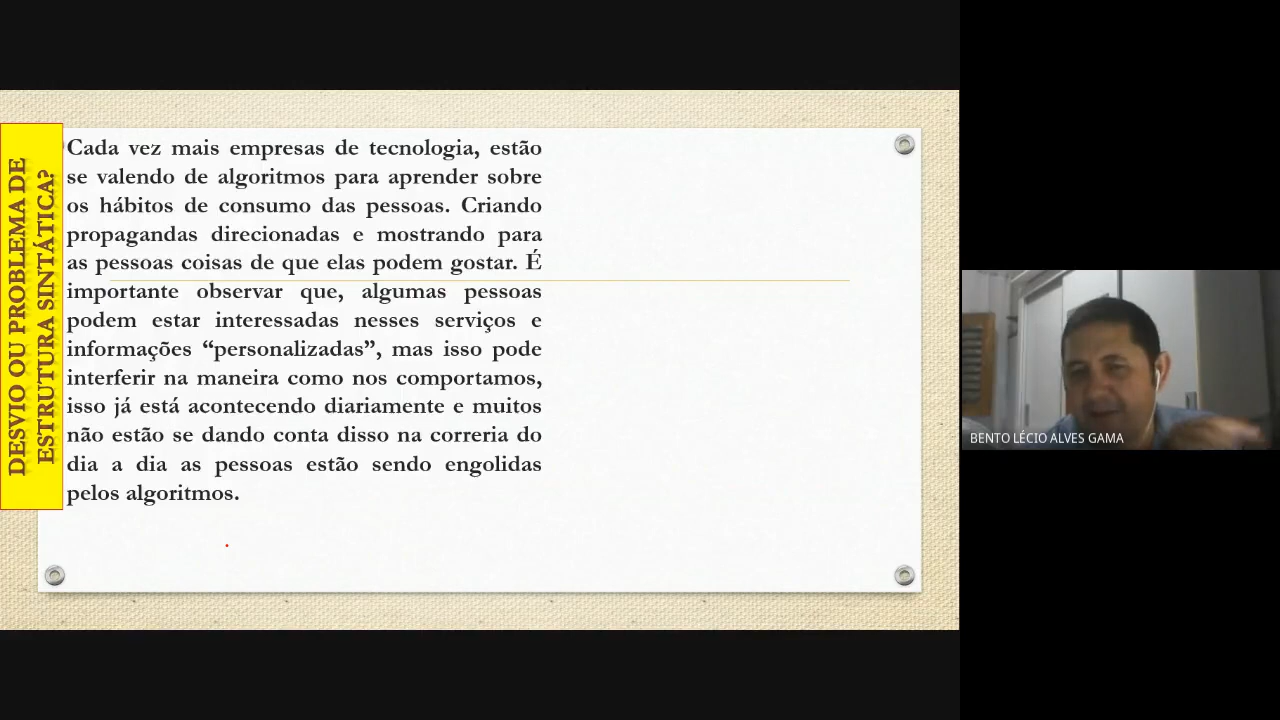 DESVIO OU PROBLEMA DE
ESTRUTURA SINTÁTICA?
Cada vez mais empresas de tecnologia, estão
se valendo de algoritmos para aprender sobre
os hábitos de consumo das pessoas. Criando
propagandas direcionadas e mostrando para
as pessoas coisas de que elas podem gostar. É
importante observar que, algumas pessoas
podem estar interessadas nesses serviços e
informações “personalizadas”, mas isso pode
interferir na maneira como nos comportamos,
isso já está acontecendo diariamente e muitos
não estão se dando conta disso na correria do
dia a dia as pessoas estão sendo engolidas
pelos algoritmos.
BENTO LÉCIO ALVES GAMA